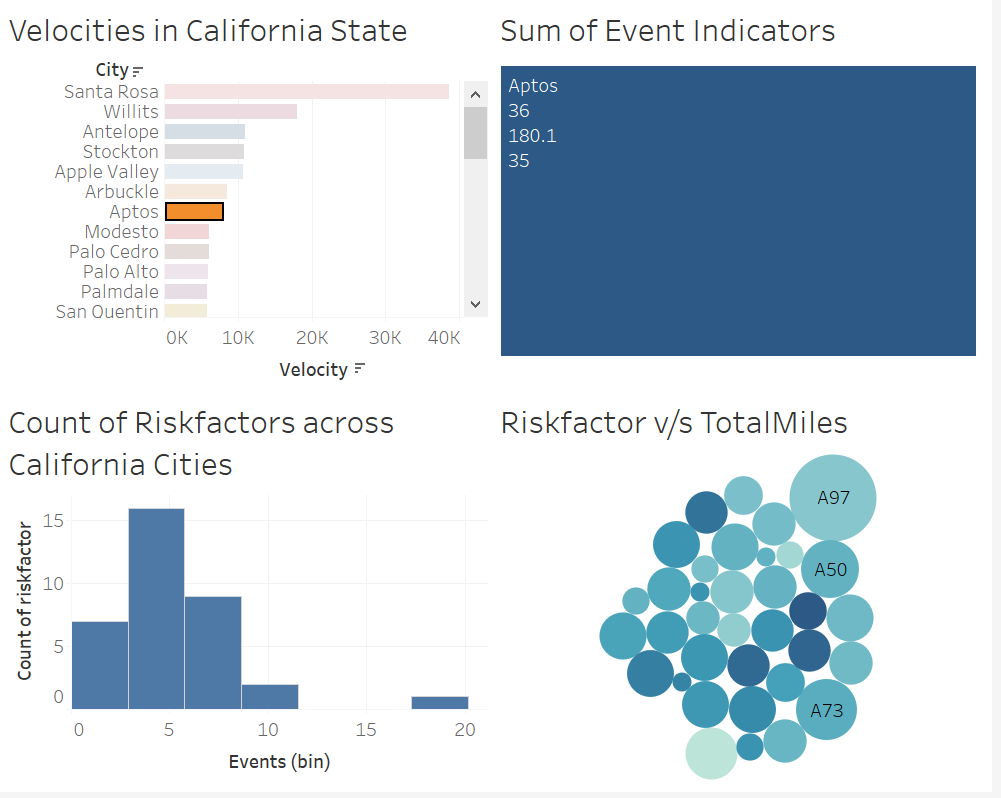 Velocities in California State
City
Santa Rosa
Willits
Antelope
Stockton
Apple Valley
Arbuckle
Aptos
Modesto
Palo Cedro
Palo Alto
Palmdale
San Quentin
0K 10K 20K 30K 40K
Velocity
Sum of Event Indicators
Aptos
36
180.1
35
Count of Riskfactors across
California Cities
Count of riskfactor
15
10
5
0
0 5 10 15 20
Events (bin)
Riskfactor v/s TotalMiles
A97
A50
A73